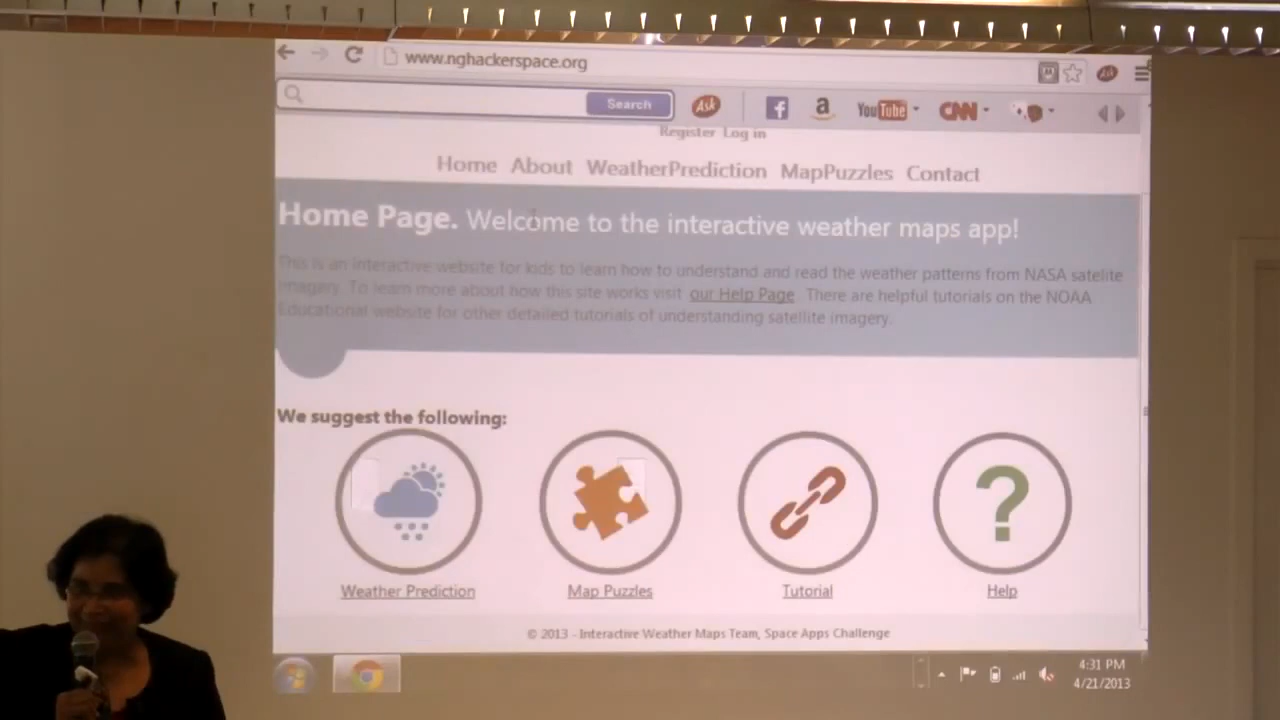 www.nghackerspace.org
Search Ask a YouTube CNN
Register Log in
Home About WeatherPrediction MapPuzzles Contact
Home Page. Welcome to the interactive weather maps app!
This is an interactive website for kids to learn how to understand and read the weather patterns from NASA satelite
imagery. To learn more about how this site works visit our Help Page. There are helpful tutorials on the NOAA
Educational website for other detailed tutorials of understanding satellite imagery.
We suggest the following:
Weather Prediction Map Puzzles Tutorial Help
© 2013 - Interactive Weather Maps Team, Space Apps Challenge
4:31 PM
4/21/2013